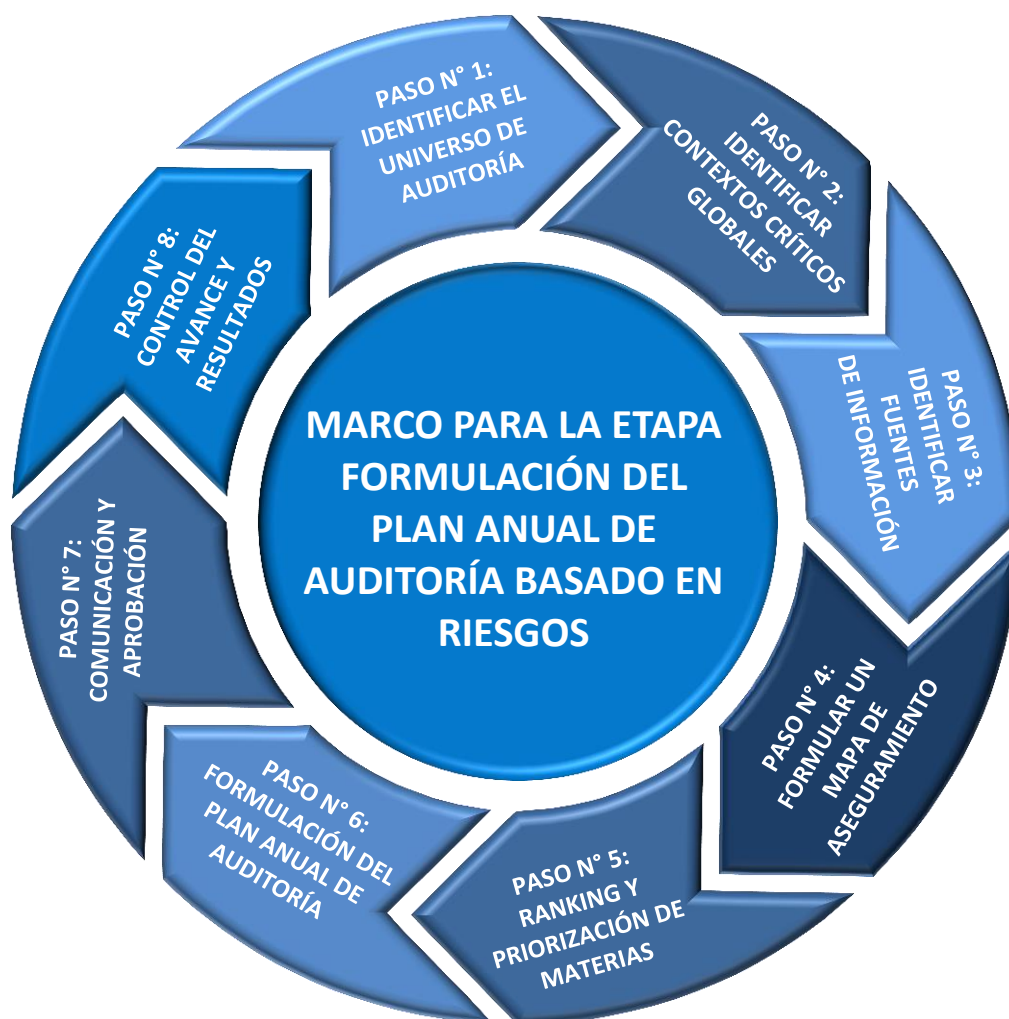 PASO N° 1:
IDENTIFICAR EL
UNIVERSO DE
AUDITORÍA
PASO N° 2:
IDENTIFICAR
CONTEXTOS CRÍTICOS
GLOBALES
PASO N° 3:
IDENTIFICAR
FUENTES
DE INFORMACIÓN
PASO N° 4:
FORMULAR UN
MAPA DE
ASEGURAMIENTO
PASO N° 5:
RANKING Y
PRIORIZACIÓN DE
MATERIAS
PASO N° 6:
FORMULACIÓN DEL
PLAN ANUAL DE
AUDITORÍA
PASO N° 7:
COMUNICACIÓN Y
APROBACIÓN
PASO N° 8:
CONTROL DEL
AVANCE Y
RESULTADOS
MARCO PARA LA ETAPA
FORMULACIÓN DEL
PLAN ANUAL DE
AUDITORÍA BASADO EN
RIESGOS